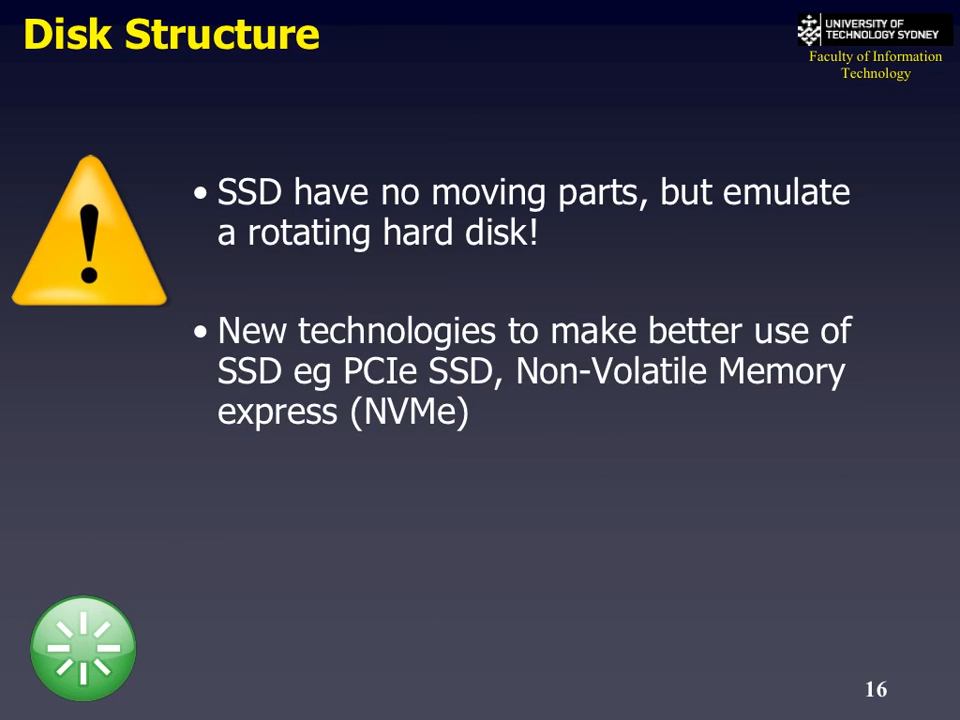 Disk Structure
UNIVERSITY OF
TECHNOLOGY SYDNEY
Faculty of Information
Technology
• SSD have no moving parts, but emulate
a rotating hard disk!
• New technologies to make better use of
SSD eg PCIe SSD, Non-Volatile Memory
express (NVMe)
16